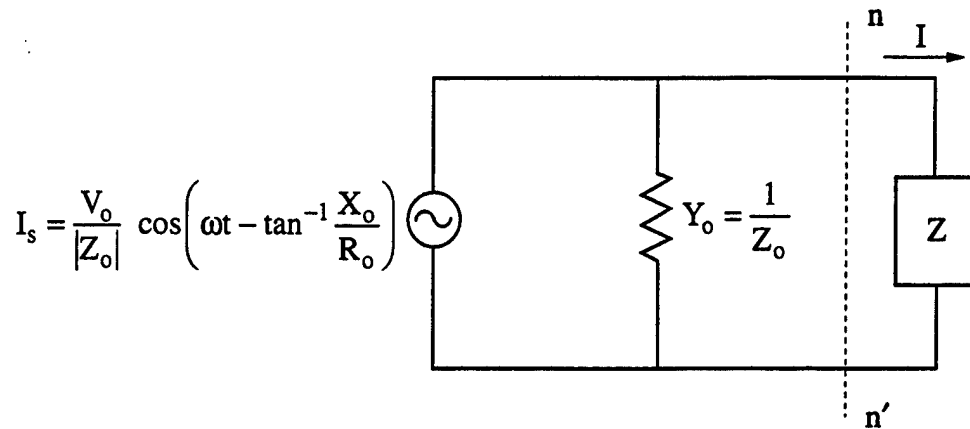 n
I
I_s = V_o / |Z_o| cos(ωt − tan⁻¹ X_o / R_o)
Y_o = 1 / Z_o
Z
n′